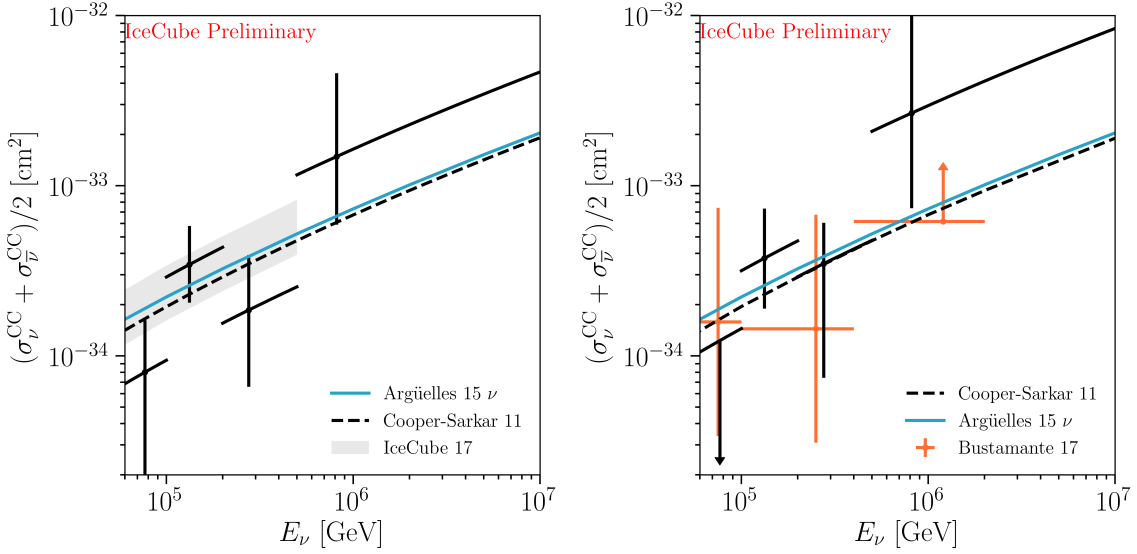 IceCube Preliminary
10^−32
10^−33
10^−34
(σ_ν^CC + σ_ν̄^CC)/2 [cm²]
Argüelles 15 ν
Cooper-Sarkar 11
IceCube 17
10^5
10^6
10^7
E_ν [GeV]
IceCube Preliminary
10^−32
10^−33
10^−34
(σ_ν^CC + σ_ν̄^CC)/2 [cm²]
Cooper-Sarkar 11
Argüelles 15 ν
Bustamante 17
10^5
10^6
10^7
E_ν [GeV]